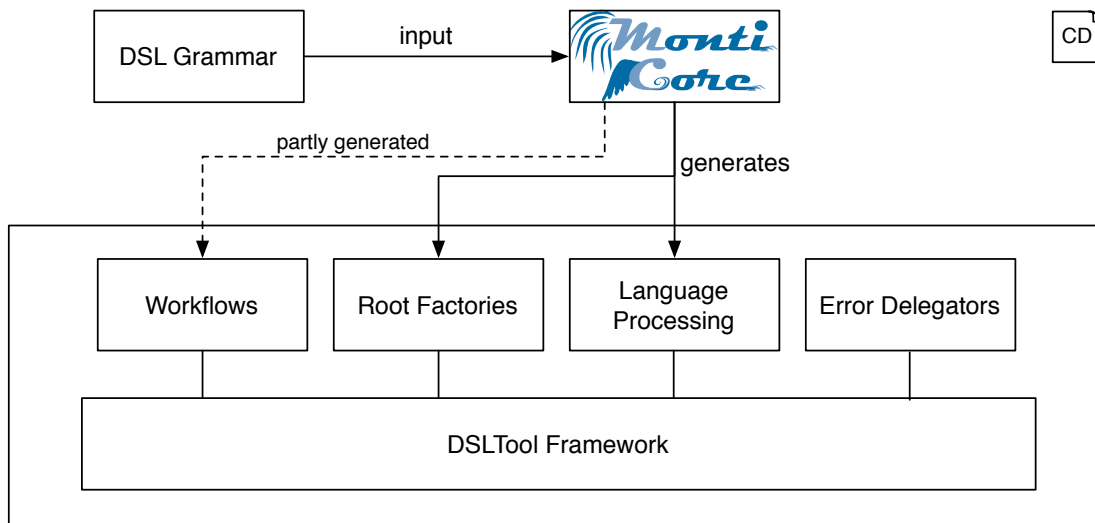 DSL Grammar
input
Monti
Core
CD
partly generated
generates
Workflows
Root Factories
Language
Processing
Error Delegators
DSLTool Framework